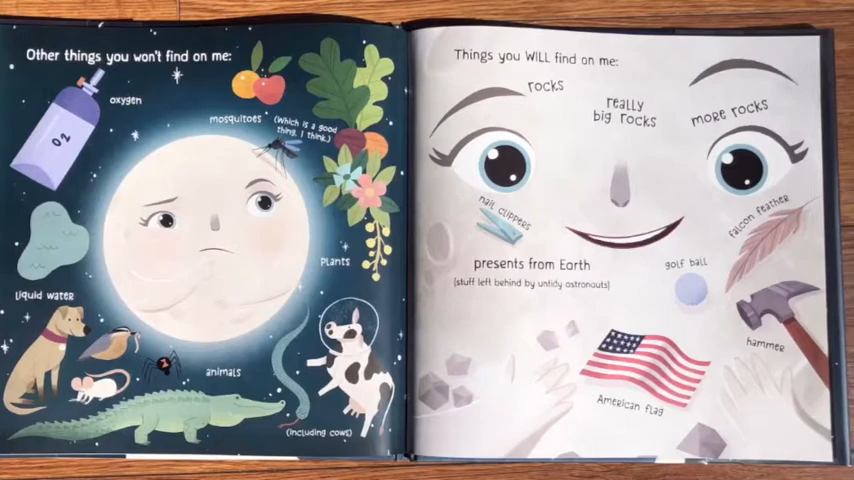 Other things you won't find on me:
O2
oxygen
mosquitoes
(Which is a good
thing, I think.)
Plants
liquid water
animals
(including cows)
Things you WILL find on me:
rocks
really
big rocks
more rocks
nail clippers
falcon feather
presents from Earth
(stuff left behind by untidy astronauts)
golf ball
hammer
American flag